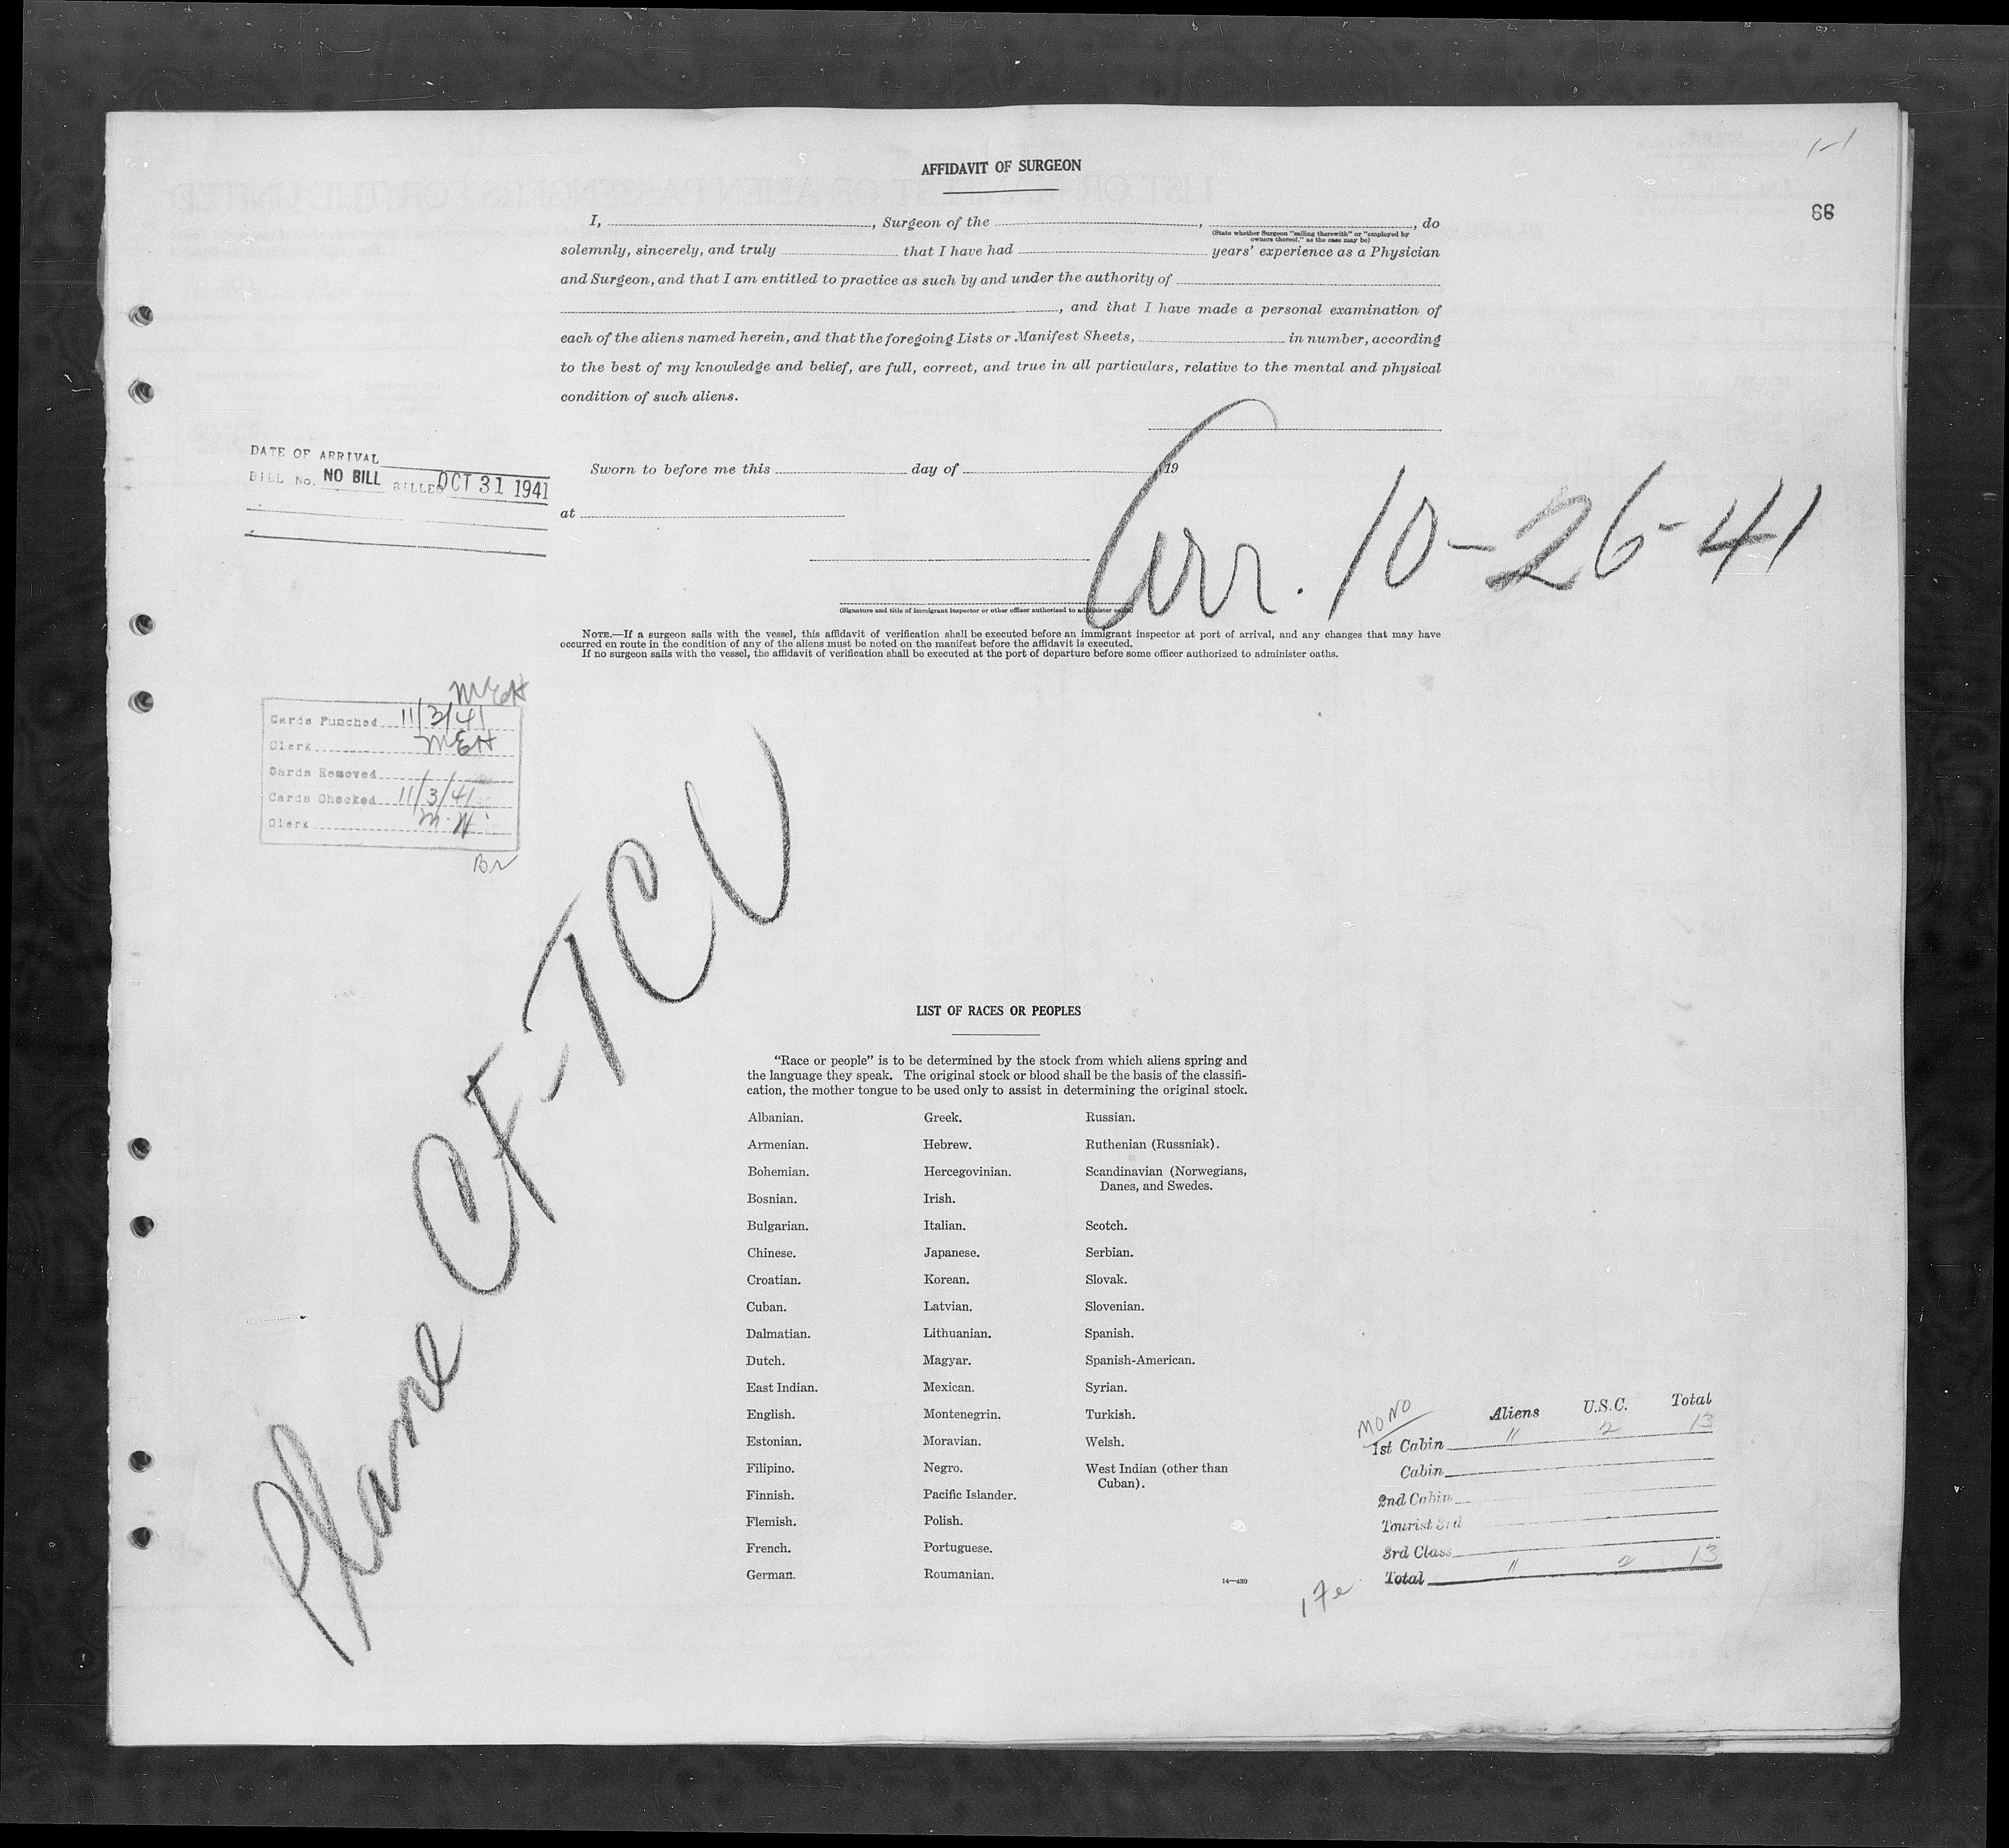 1-1
AFFIDAVIT OF SURGEON
68
I, ______, Surgeon of the ______, ______, do
(State whether Surgeon "sailing therewith" or "employed by
owners thereof," as the case may be)
solemnly, sincerely, and truly ______ that I have had ______ years' experience as a Physician
and Surgeon, and that I am entitled to practice as such by and under the authority of ______
______, and that I have made a personal examination of
each of the aliens named herein, and that the foregoing Lists or Manifest Sheets, ______ in number, according
to the best of my knowledge and belief, are full, correct, and true in all particulars, relative to the mental and physical
condition of such aliens.
DATE OF ARRIVAL
BILL No. NO BILL BILLED OCT 31 1941
Sworn to before me this ______ day of ______ 19
at ______
Arr. 10-26-41
(Signature and title of immigrant inspector or other officer authorized to administer oaths)
NOTE.—If a surgeon sails with the vessel, this affidavit of verification shall be executed before an immigrant inspector at port of arrival, and any changes that may have
occurred en route in the condition of any of the aliens must be noted on the manifest before the affidavit is executed.
If no surgeon sails with the vessel, the affidavit of verification shall be executed at the port of departure before some officer authorized to administer oaths.
MEH
Cards Punched 11/3/41
Clerk MEH
Cards Removed
Cards Checked 11/3/41
Clerk M.H.
Plane CF-TCU
LIST OF RACES OR PEOPLES
"Race or people" is to be determined by the stock from which aliens spring and
the language they speak. The original stock or blood shall be the basis of the classifi-
cation, the mother tongue to be used only to assist in determining the original stock.
Albanian. Greek. Russian.
Armenian. Hebrew. Ruthenian (Russniak).
Bohemian. Hercegovinian. Scandinavian (Norwegians,
Danes, and Swedes.
Bosnian. Irish.
Bulgarian. Italian. Scotch.
Chinese. Japanese. Serbian.
Croatian. Korean. Slovak.
Cuban. Latvian. Slovenian.
Dalmatian. Lithuanian. Spanish.
Dutch. Magyar. Spanish-American.
East Indian. Mexican. Syrian.
English. Montenegrin. Turkish.
Estonian. Moravian. Welsh.
Filipino. Negro. West Indian (other than
Cuban).
Finnish. Pacific Islander.
Flemish. Polish.
French. Portuguese.
German. Roumanian.
14—430
MONO
Aliens U.S.C. Total
1st Cabin 11 2 13
Cabin
2nd Cabin
Tourist 3rd
3rd Class
Total 11 2 13